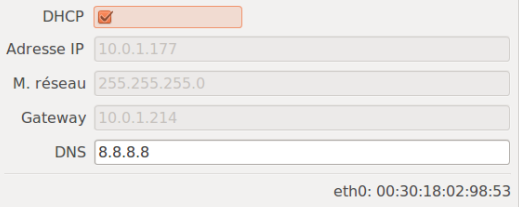 DHCP
Adresse IP 10.0.1.177
M. réseau 255.255.255.0
Gateway 10.0.1.214
DNS 8.8.8.8
eth0: 00:30:18:02:98:53